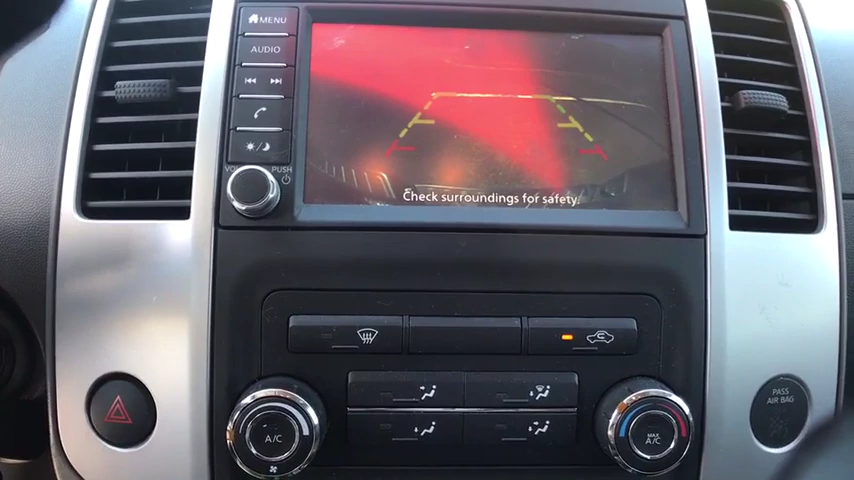 MENU
AUDIO
VOL
PUSH
Check surroundings for safety.
A/C
MAX
A/C
PASS
AIR BAG